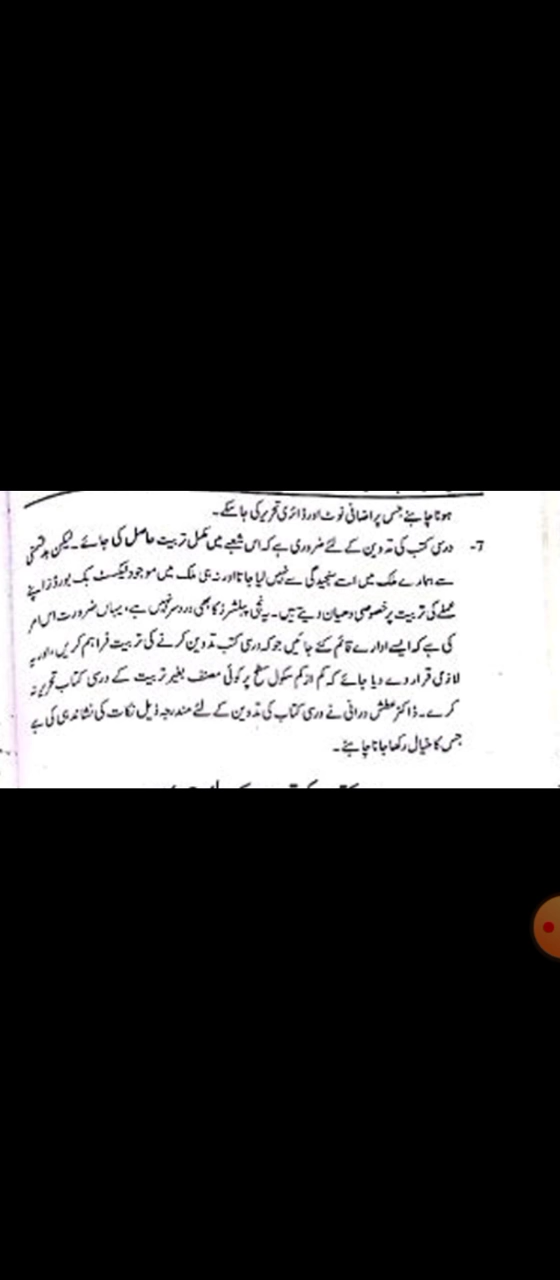 ہونا چاہئے جس پر اضافی نوٹ اور ڈائری تحریر کی جا سکے۔
7- درسی کتب کی تدوین کے لئے ضروری ہے کہ اس شعبے میں مکمل تربیت حاصل کی جائے۔ لیکن بدقسمتی
سے ہمارے ملک میں اسے سنجیدگی سے نہیں لیا جاتا اور نہ ہی ملک میں موجود ٹیکسٹ بک بورڈز اپنے
عملے کی تربیت پر خصوصی دھیان دیتے ہیں۔ یہ نجی پبلشرز کا بھی درد سر نہیں ہے، یہاں ضرورت اس امر
کی ہے کہ ایسے ادارے قائم کئے جائیں جو کہ درسی کتب تدوین کرنے کی تربیت فراہم کریں، اور یہ
لازمی قرار دے دیا جائے کہ کم از کم سکول سطح پر کوئی مصنف بغیر تربیت کے درسی کتاب تحریر نہ
کرے۔ ڈاکٹر عطش درانی نے درسی کتاب کی تدوین کے لئے مندرجہ ذیل نکات کی نشاندہی کی ہے
جس کا خیال رکھا جانا چاہئے۔